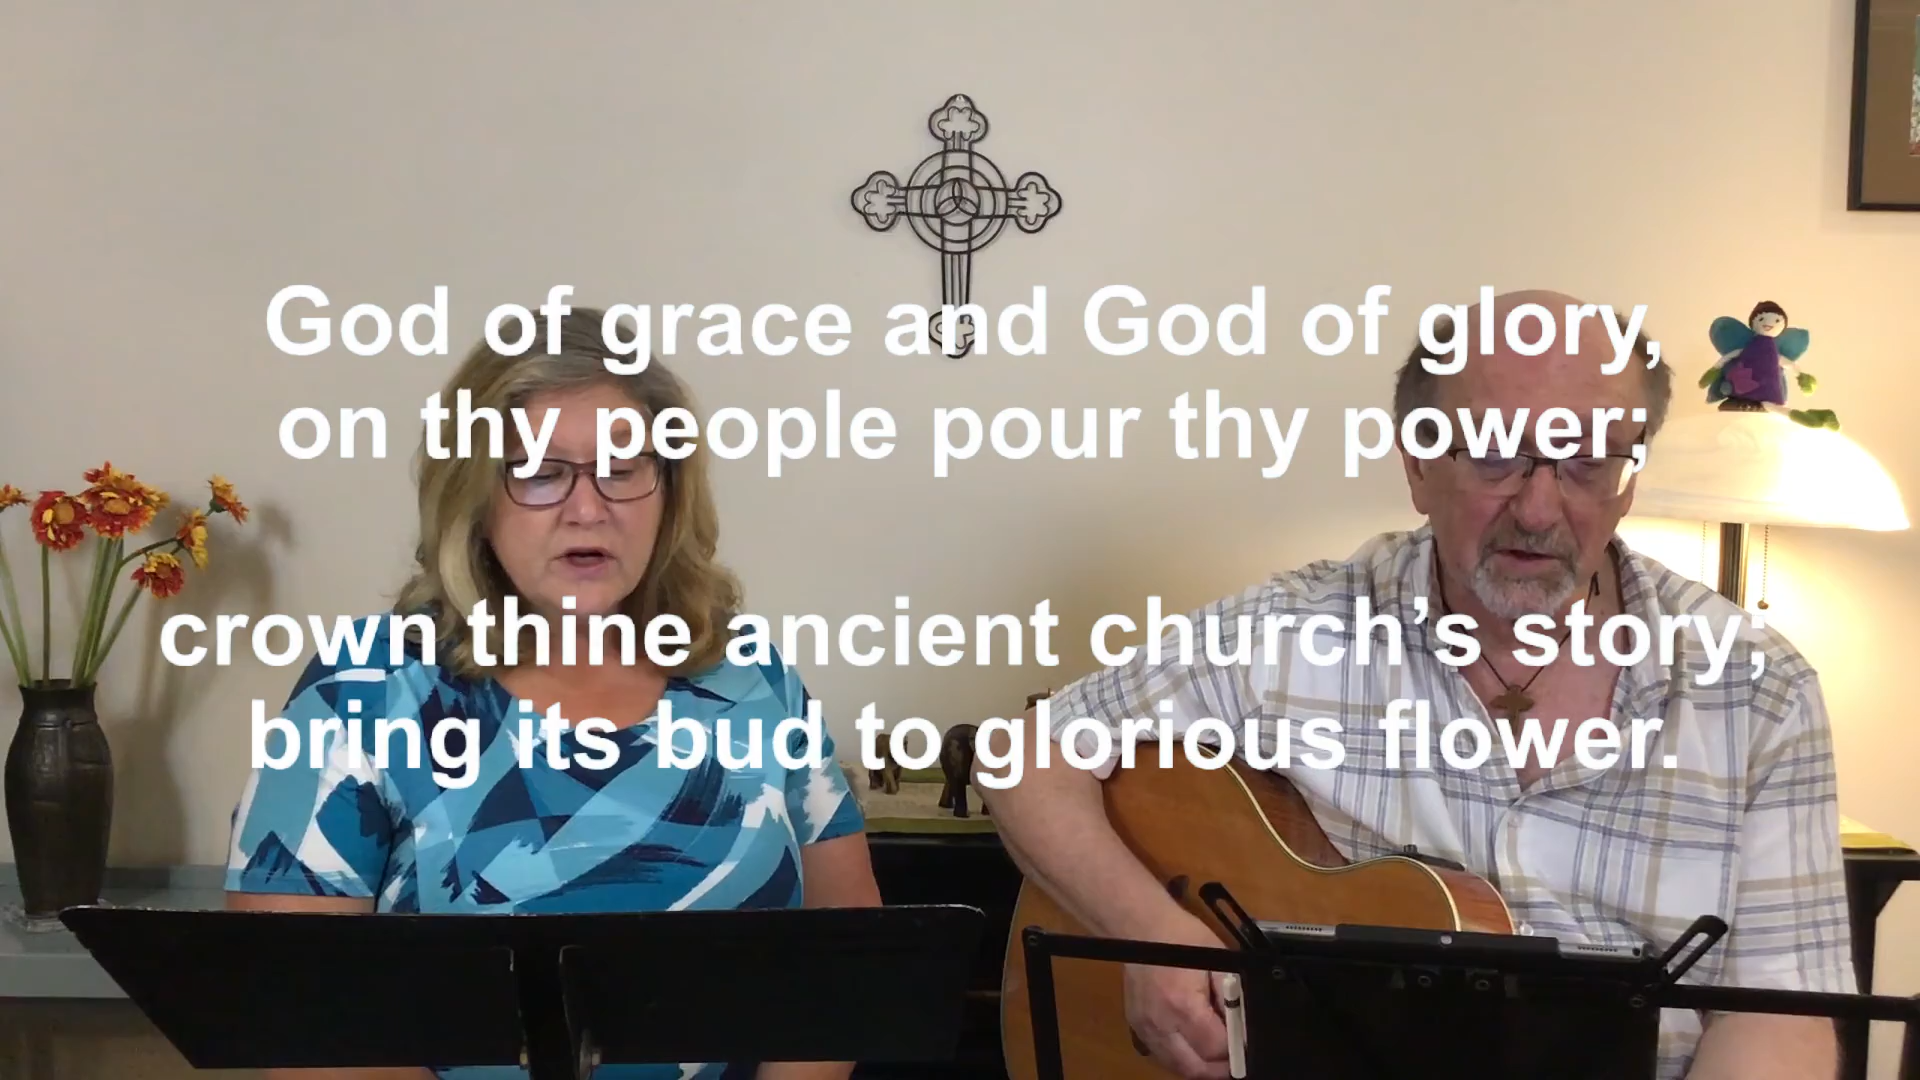 God of grace and God of glory,
on thy people pour thy power;
crown thine ancient church’s story;
bring its bud to glorious flower.